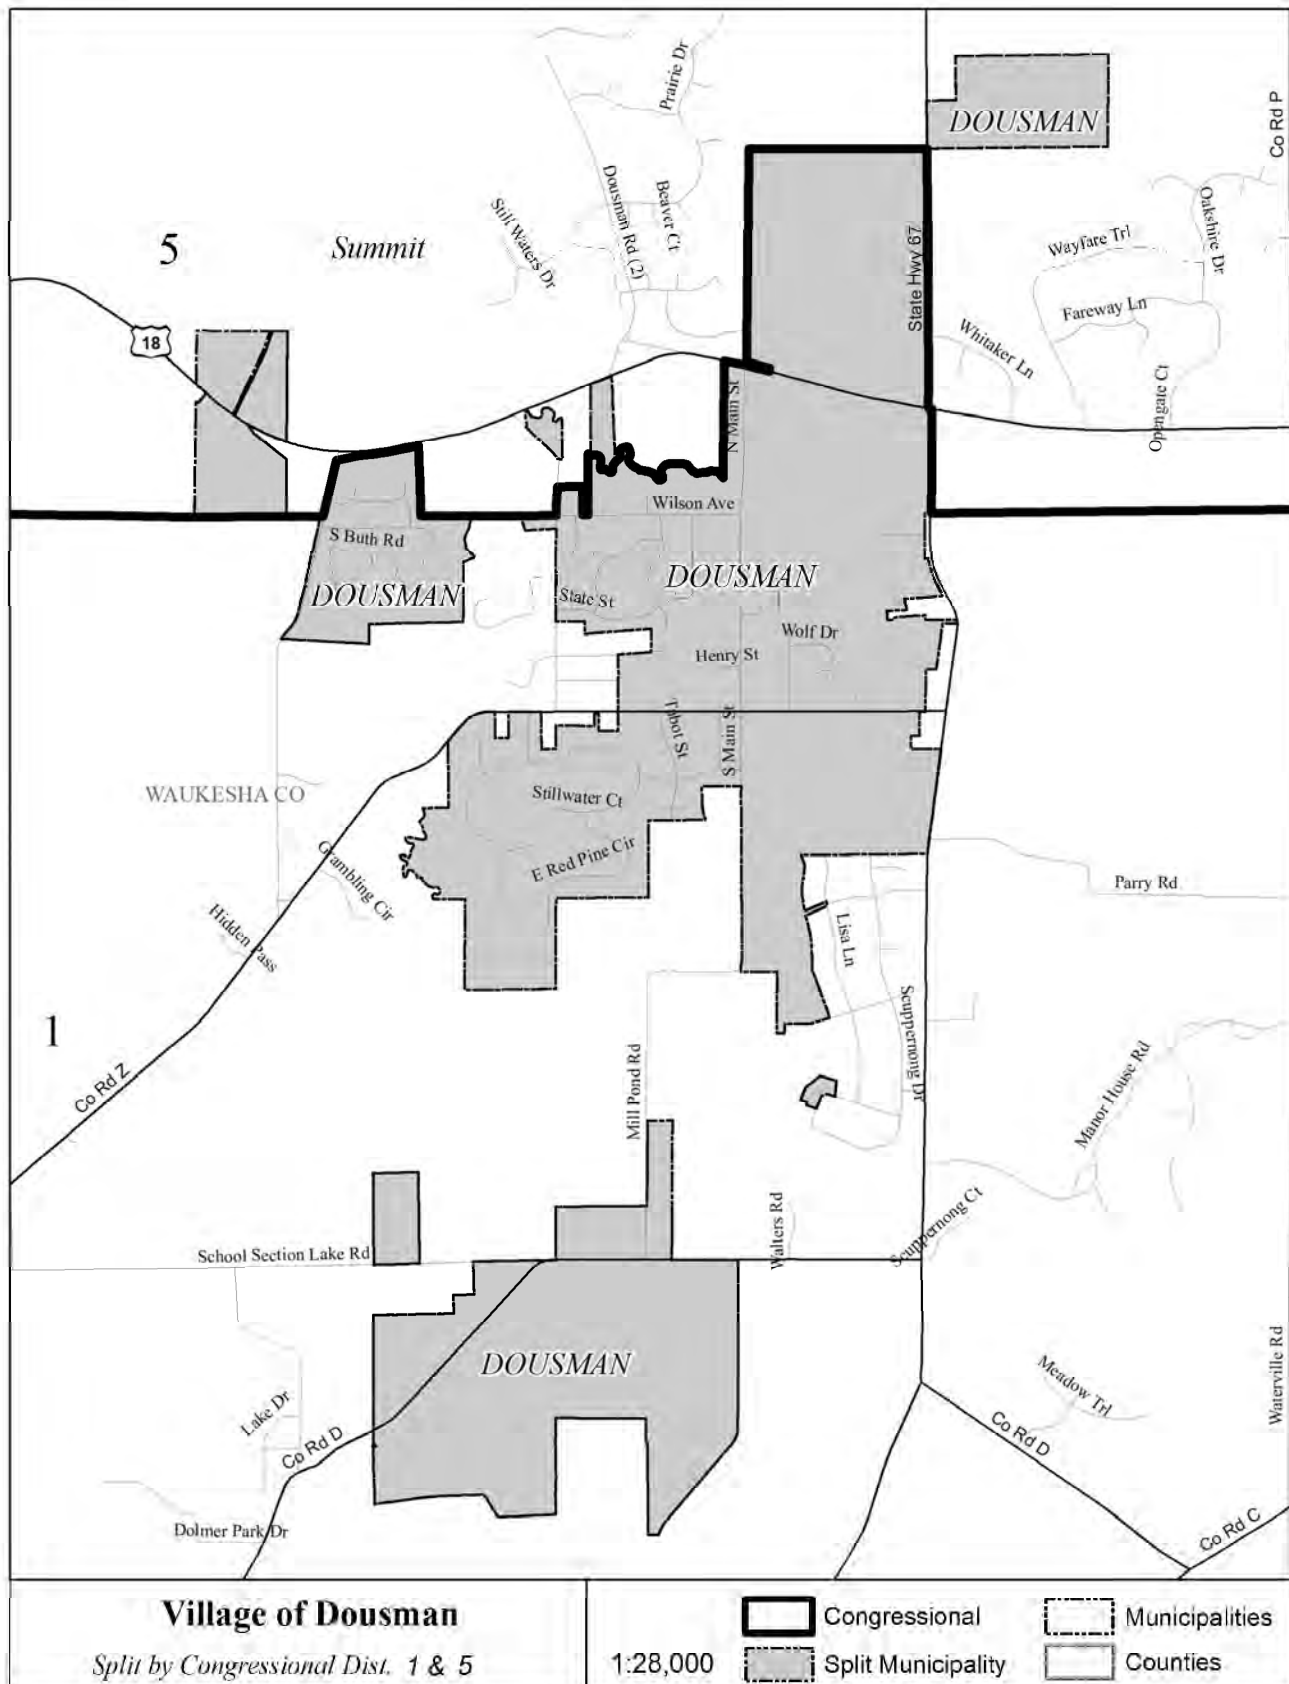 Prairie Dr
DOUSMAN
Co Rd P
Dousman Rd (2)
Beaver Ct
Still Waters Dr
5
Summit
State Hwy 67
Oakshire Dr
Wayfare Trl
Fareway Ln
Whitaker Ln
Opengate Ct
18
N Main St
Wilson Ave
S Buth Rd
DOUSMAN
DOUSMAN
State St
Wolf Dr
Henry St
Tabot St
S Main St
WAUKESHA CO
Stillwater Ct
E Red Pine Cir
Grambling Cir
Hidden Pass
Parry Rd
Lisa Ln
Scuppernong Dr
1
Co Rd Z
Mill Pond Rd
Manor House Rd
Walters Rd
Scuppernong Ct
School Section Lake Rd
DOUSMAN
Lake Dr
Co Rd D
Meadow Trl
Co Rd D
Waterville Rd
Dolmer Park Dr
Co Rd C
Village of Dousman
Split by Congressional Dist. 1 & 5
1:28,000
Congressional
Municipalities
Split Municipality
Counties